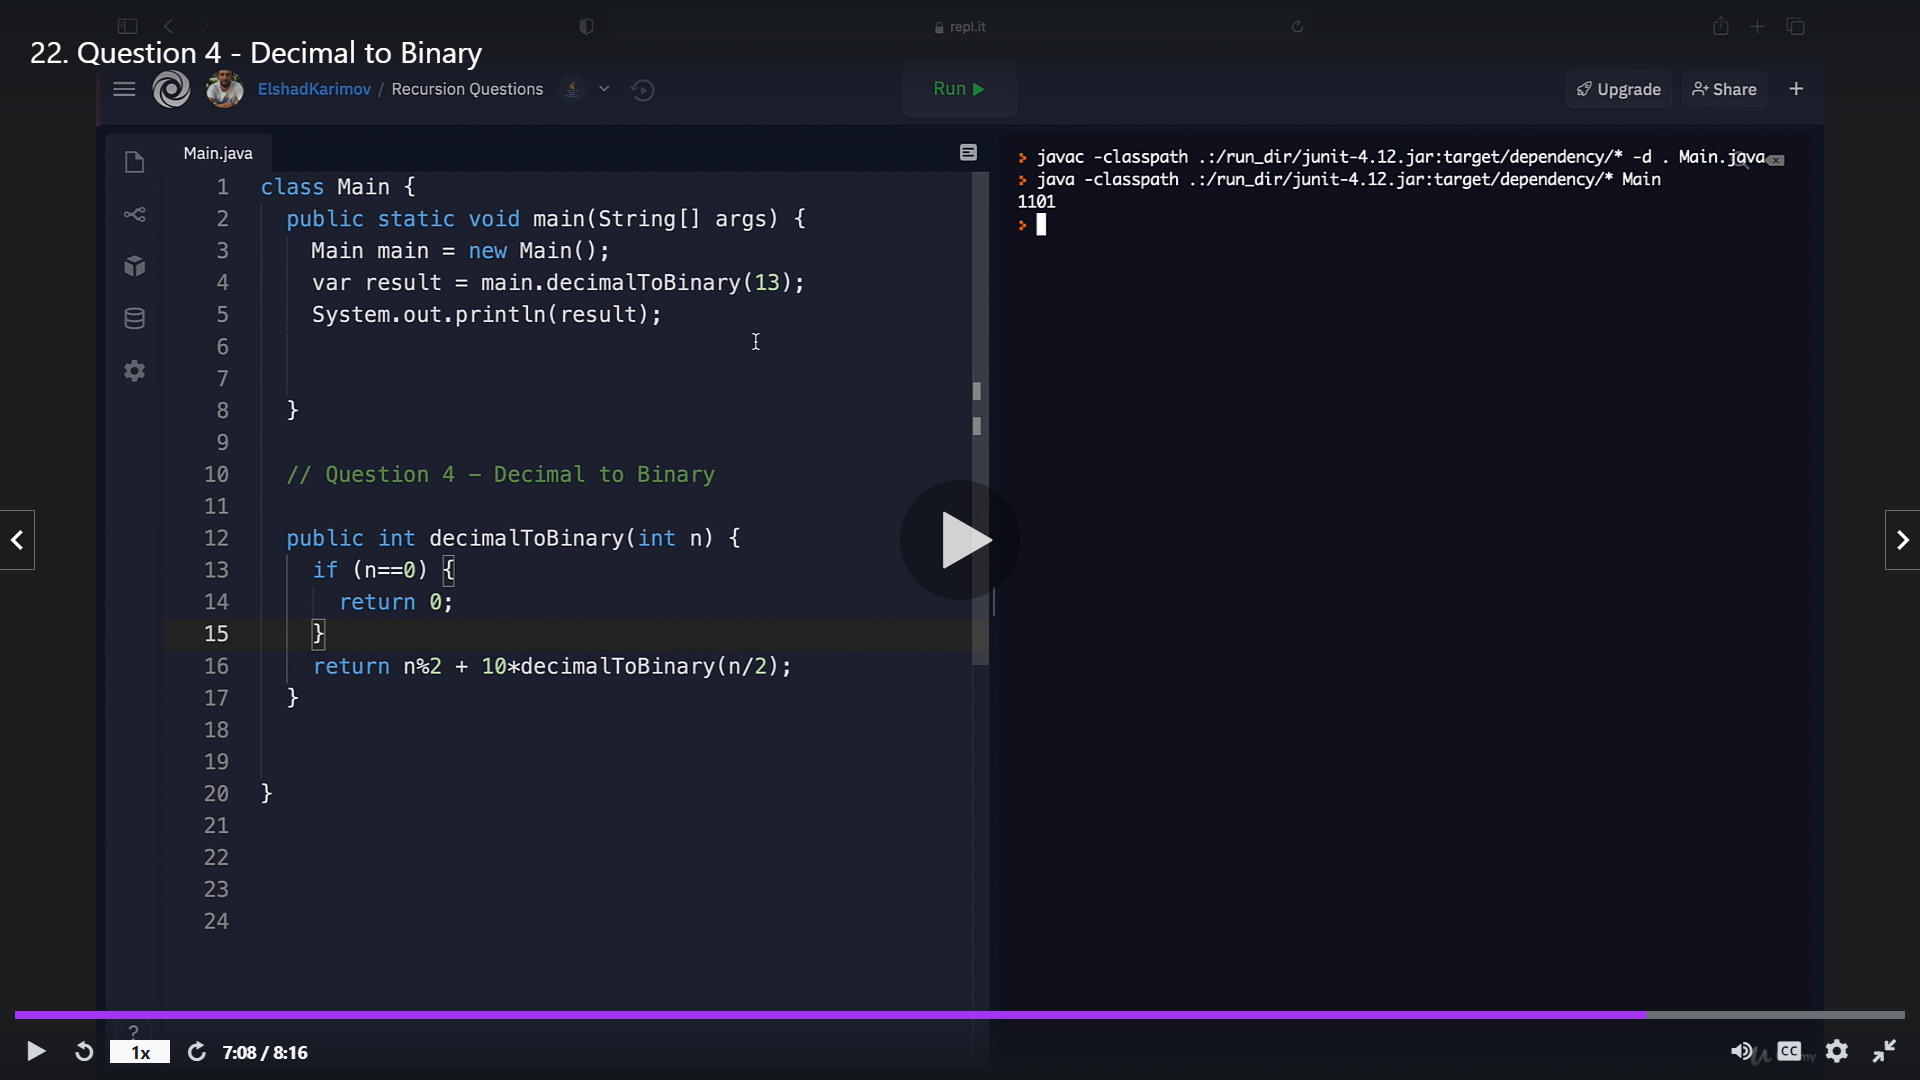 repl.it
22. Question 4 - Decimal to Binary
ElshadKarimov / Recursion Questions
Run
Upgrade
Share
Main.java
1 class Main {
2 public static void main(String[] args) {
3 Main main = new Main();
4 var result = main.decimalToBinary(13);
5 System.out.println(result);
6
7
8 }
9
10 // Question 4 – Decimal to Binary
11
12 public int decimalToBinary(int n) {
13 if (n==0) {
14 return 0;
15 }
16 return n%2 + 10*decimalToBinary(n/2);
17 }
18
19
20 }
21
22
23
24
javac -classpath .:/run_dir/junit-4.12.jar:target/dependency/* -d . Main.java
java -classpath .:/run_dir/junit-4.12.jar:target/dependency/* Main
1101
?
1x
7:08 / 8:16
CC